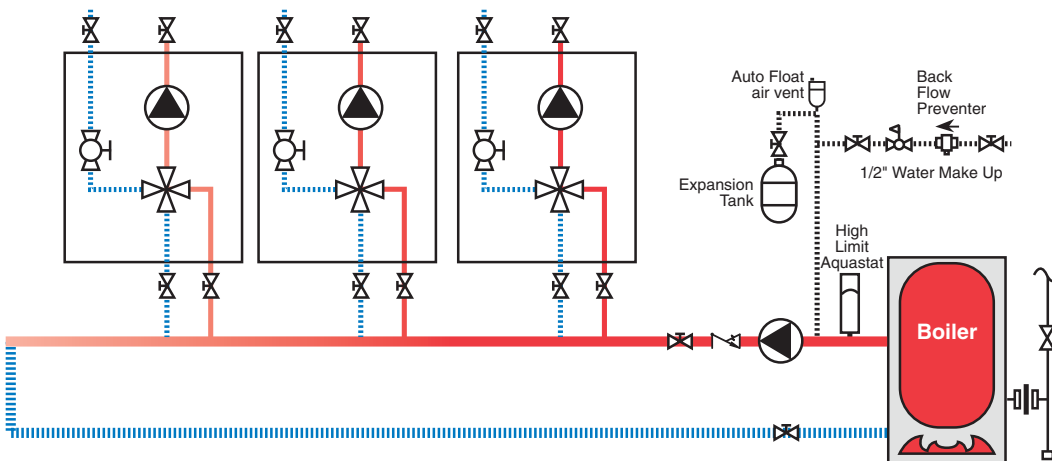 Auto Float
air vent
Back
Flow
Preventer
1/2" Water Make Up
Expansion
Tank
High
Limit
Aquastat
Boiler